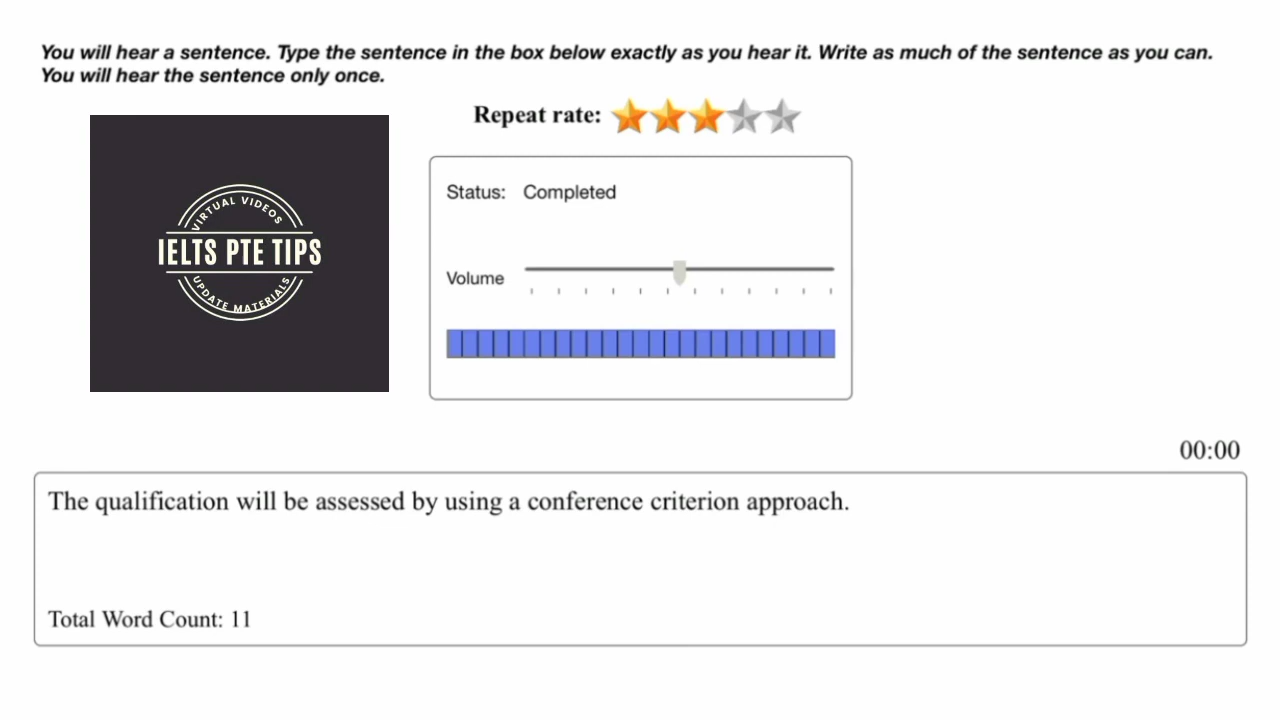 You will hear a sentence. Type the sentence in the box below exactly as you hear it. Write as much of the sentence as you can.
You will hear the sentence only once.
Repeat rate:
VIRTUAL VIDEOS
IELTS PTE TIPS
UPDATE MATERIALS
Status: Completed
Volume
00:00
The qualification will be assessed by using a conference criterion approach.
Total Word Count: 11